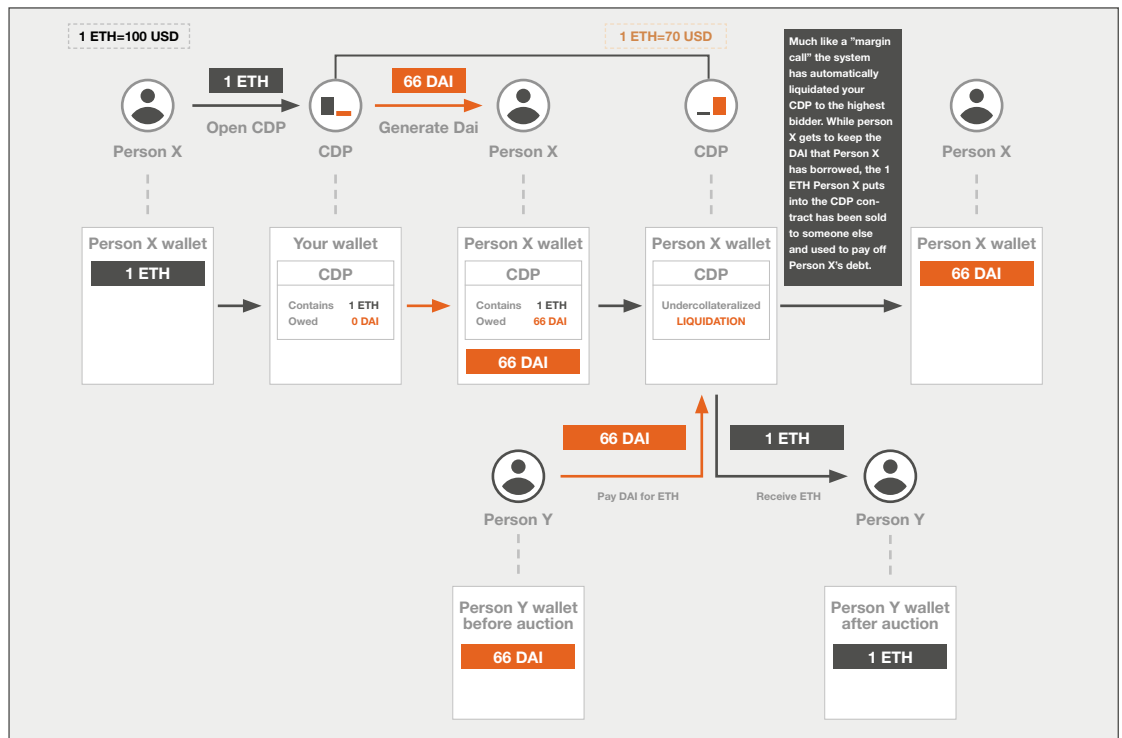 1 ETH=100 USD
1 ETH=70 USD
1 ETH
66 DAI
Open CDP
Generate Dai
Person X
CDP
Person X
CDP
Person X
Much like a ”margin
call” the system
has automatically
liquidated your
CDP to the highest
bidder. While person
X gets to keep the
DAI that Person X
has borrowed, the 1
ETH Person X puts
into the CDP con-
tract has been sold
to someone else
and used to pay off
Person X’s debt.
Person X wallet
1 ETH
Your wallet
CDP
Contains 1 ETH
Owed 0 DAI
Person X wallet
CDP
Contains 1 ETH
Owed 66 DAI
66 DAI
Person X wallet
CDP
Undercollateralized
LIQUIDATION
Person X wallet
66 DAI
66 DAI
1 ETH
Pay DAI for ETH
Receive ETH
Person Y
Person Y
Person Y wallet
before auction
66 DAI
Person Y wallet
after auction
1 ETH